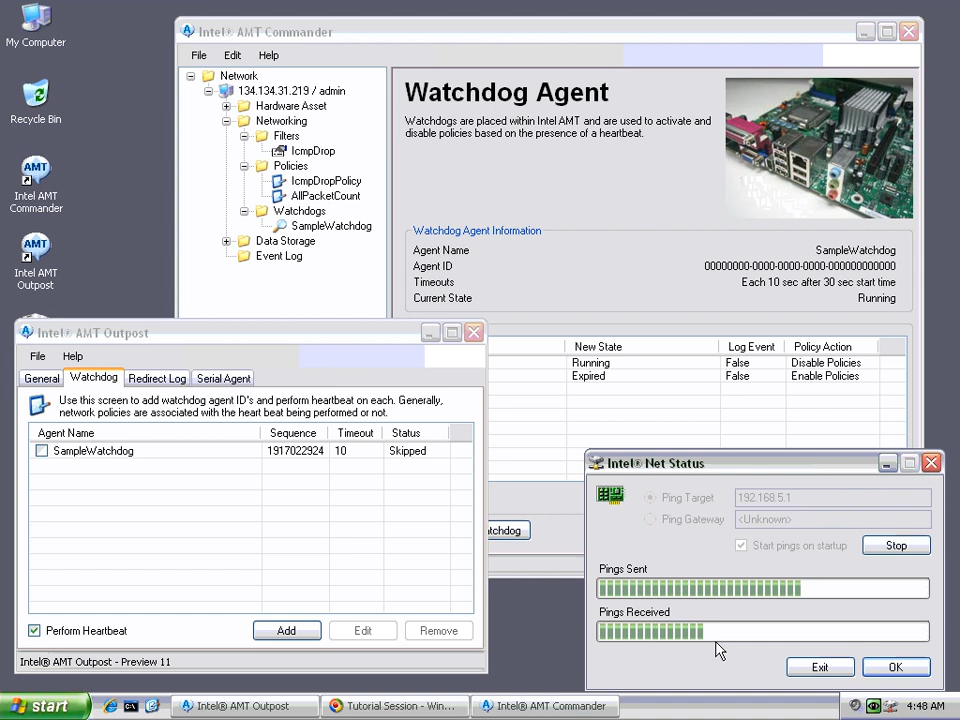 My Computer
Recycle Bin
AMT
Intel AMT
Commander
AMT
Intel AMT
Outpost
Intel® AMT Commander
File Edit Help
Network
134.134.31.219 / admin
Hardware Asset
Networking
Filters
IcmpDrop
Policies
IcmpDropPolicy
AllPacketCount
Watchdogs
SampleWatchdog
Data Storage
Event Log
Watchdog Agent
Watchdogs are placed within Intel AMT and are used to activate and
disable policies based on the presence of a heartbeat.
Watchdog Agent Information
Agent Name SampleWatchdog
Agent ID 00000000-0000-0000-0000-000000000000
Timeouts Each 10 sec after 30 sec start time
Current State Running
New State Log Event Policy Action
Running False Disable Policies
Expired False Enable Policies
tchdog
Intel® AMT Outpost
File Help
General Watchdog Redirect Log Serial Agent
Use this screen to add watchdog agent ID's and perform heartbeat on each. Generally,
network policies are associated with the heart beat being performed or not.
Agent Name Sequence Timeout Status
SampleWatchdog 1917022924 10 Skipped
Perform Heartbeat Add Edit Remove
Intel® AMT Outpost - Preview 11
Intel® Net Status
Ping Target 192.168.5.1
Ping Gateway <Unknown>
Start pings on startup Stop
Pings Sent
Pings Received
Exit OK
start Intel® AMT Outpost Tutorial Session - Win... Intel® AMT Commander 4:48 AM